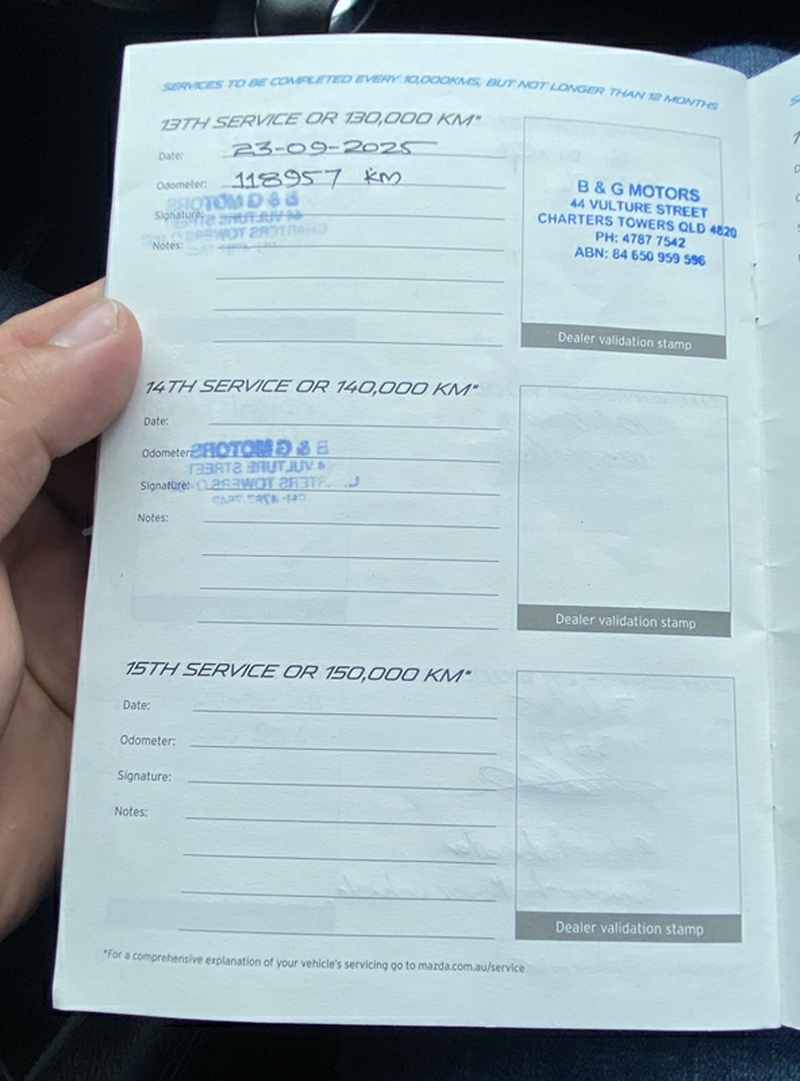 SERVICES TO BE COMPLETED EVERY 10,000KMS, BUT NOT LONGER THAN 12 MONTHS
13TH SERVICE OR 130,000 KM*
Date: 23-09-2025
Odometer: 118957 km
Signature:
Notes:
B & G MOTORS
44 VULTURE STREET
CHARTERS TOWERS QLD 4820
PH: 4787 7542
ABN: 84 650 959 596
Dealer validation stamp
14TH SERVICE OR 140,000 KM*
Date:
Odometer:
Signature:
Notes:
Dealer validation stamp
15TH SERVICE OR 150,000 KM*
Date:
Odometer:
Signature:
Notes:
Dealer validation stamp
*For a comprehensive explanation of your vehicle's servicing go to mazda.com.au/service